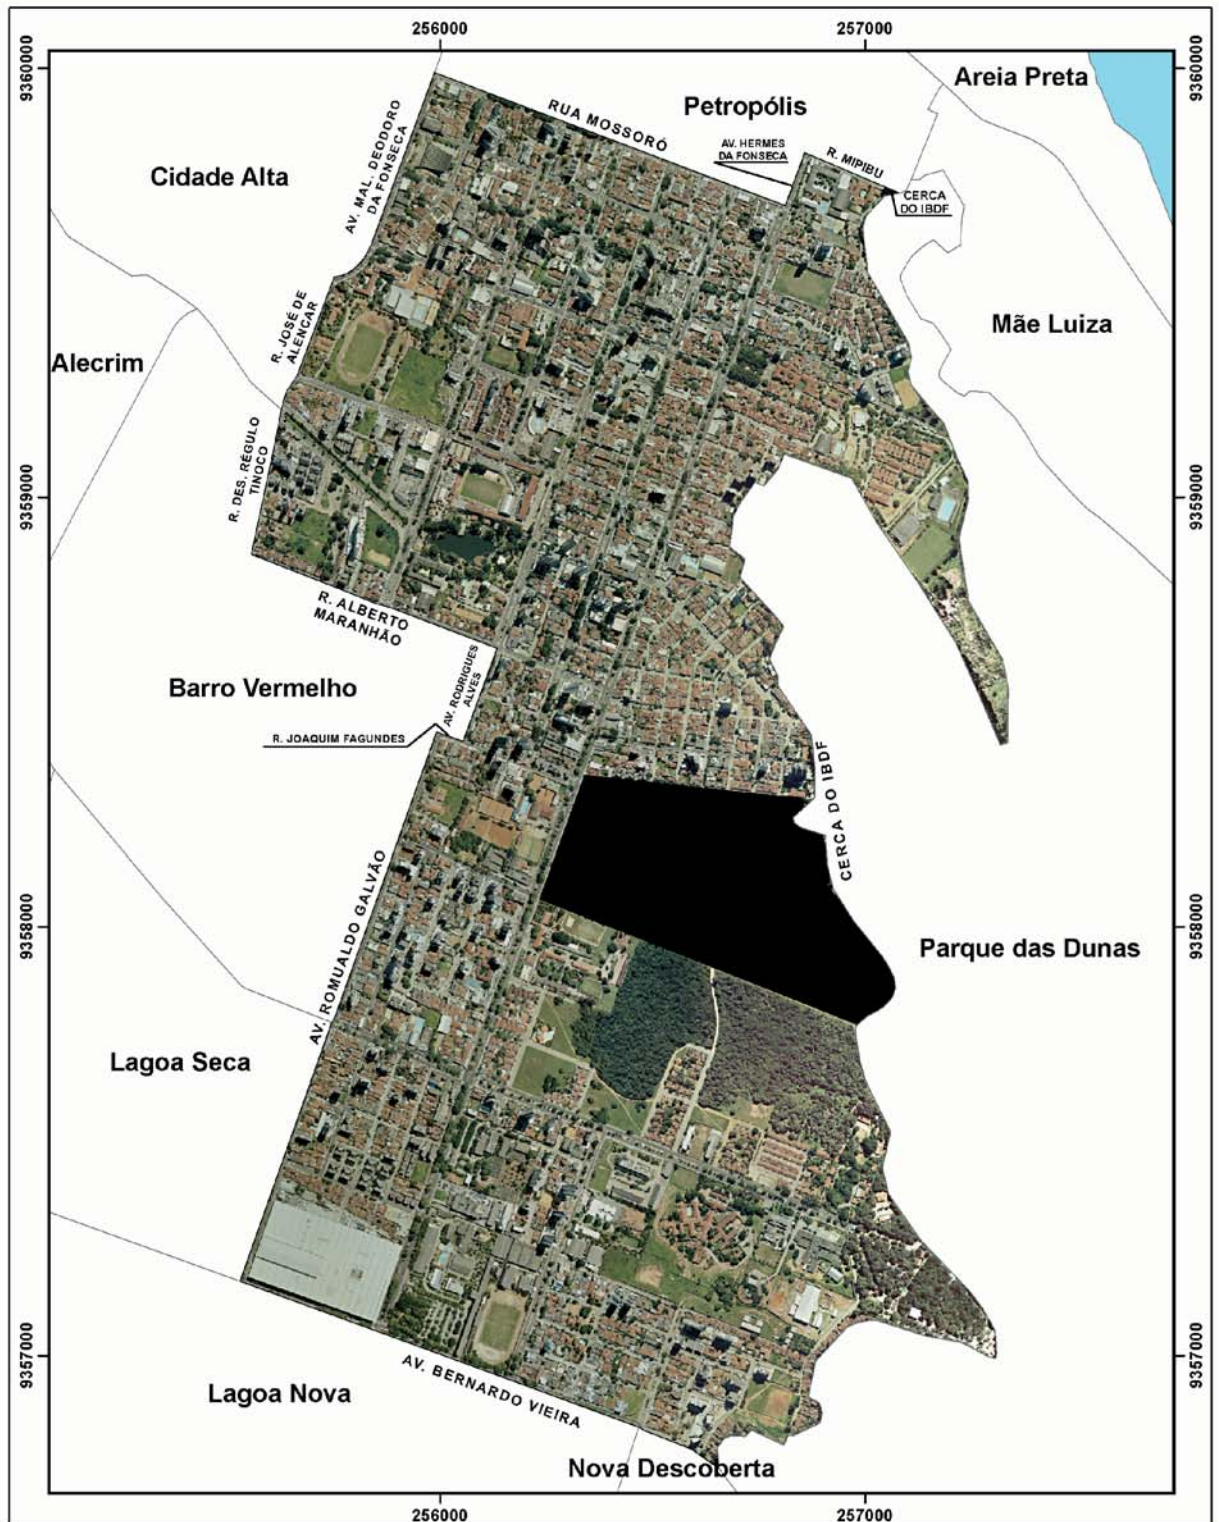 256000
257000
9360000
9360000
Areia Preta
RUA MOSSORÓ
Petropólis
AV. HERMES
DA FONSECA
R. MIPIBU
CERCA
DO IBDF
Cidade Alta
AV. MAL. DEODORO
DA FONSECA
R. JOSÉ DE
ALENCAR
Mãe Luiza
Alecrim
R. DES. RÉGULO
TINOCO
9359000
9359000
R. ALBERTO
MARANHÃO
Barro Vermelho
AV. RODRIGUES
ALVES
R. JOAQUIM FAGUNDES
CERCA DO IBDF
AV. ROMUALDO GALVÃO
9358000
9358000
Parque das Dunas
Lagoa Seca
9357000
9357000
Lagoa Nova
AV. BERNARDO VIEIRA
Nova Descoberta
256000
257000